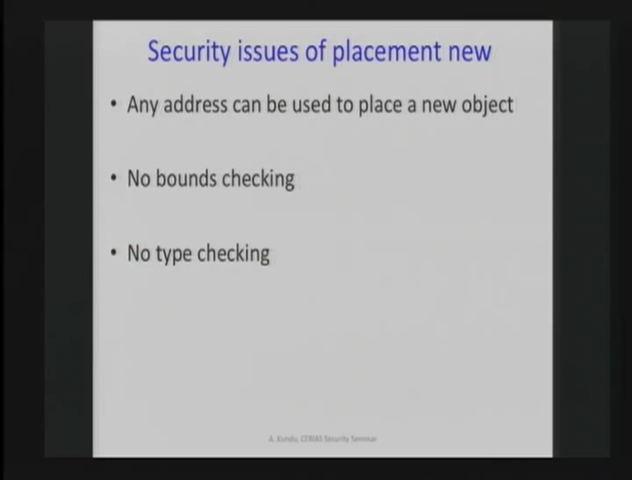 Security issues of placement new
• Any address can be used to place a new object
• No bounds checking
• No type checking
A. Kundu, CERIAS Security Seminar